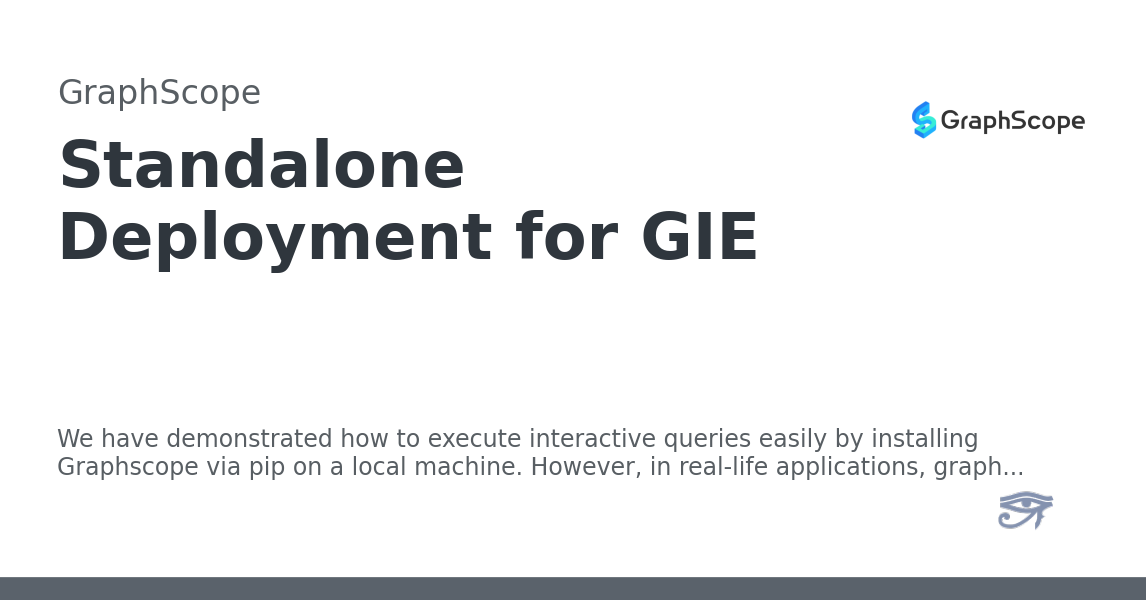 GraphScope
GraphScope
Standalone
Deployment for GIE
We have demonstrated how to execute interactive queries easily by installing
Graphscope via pip on a local machine. However, in real-life applications, graph...